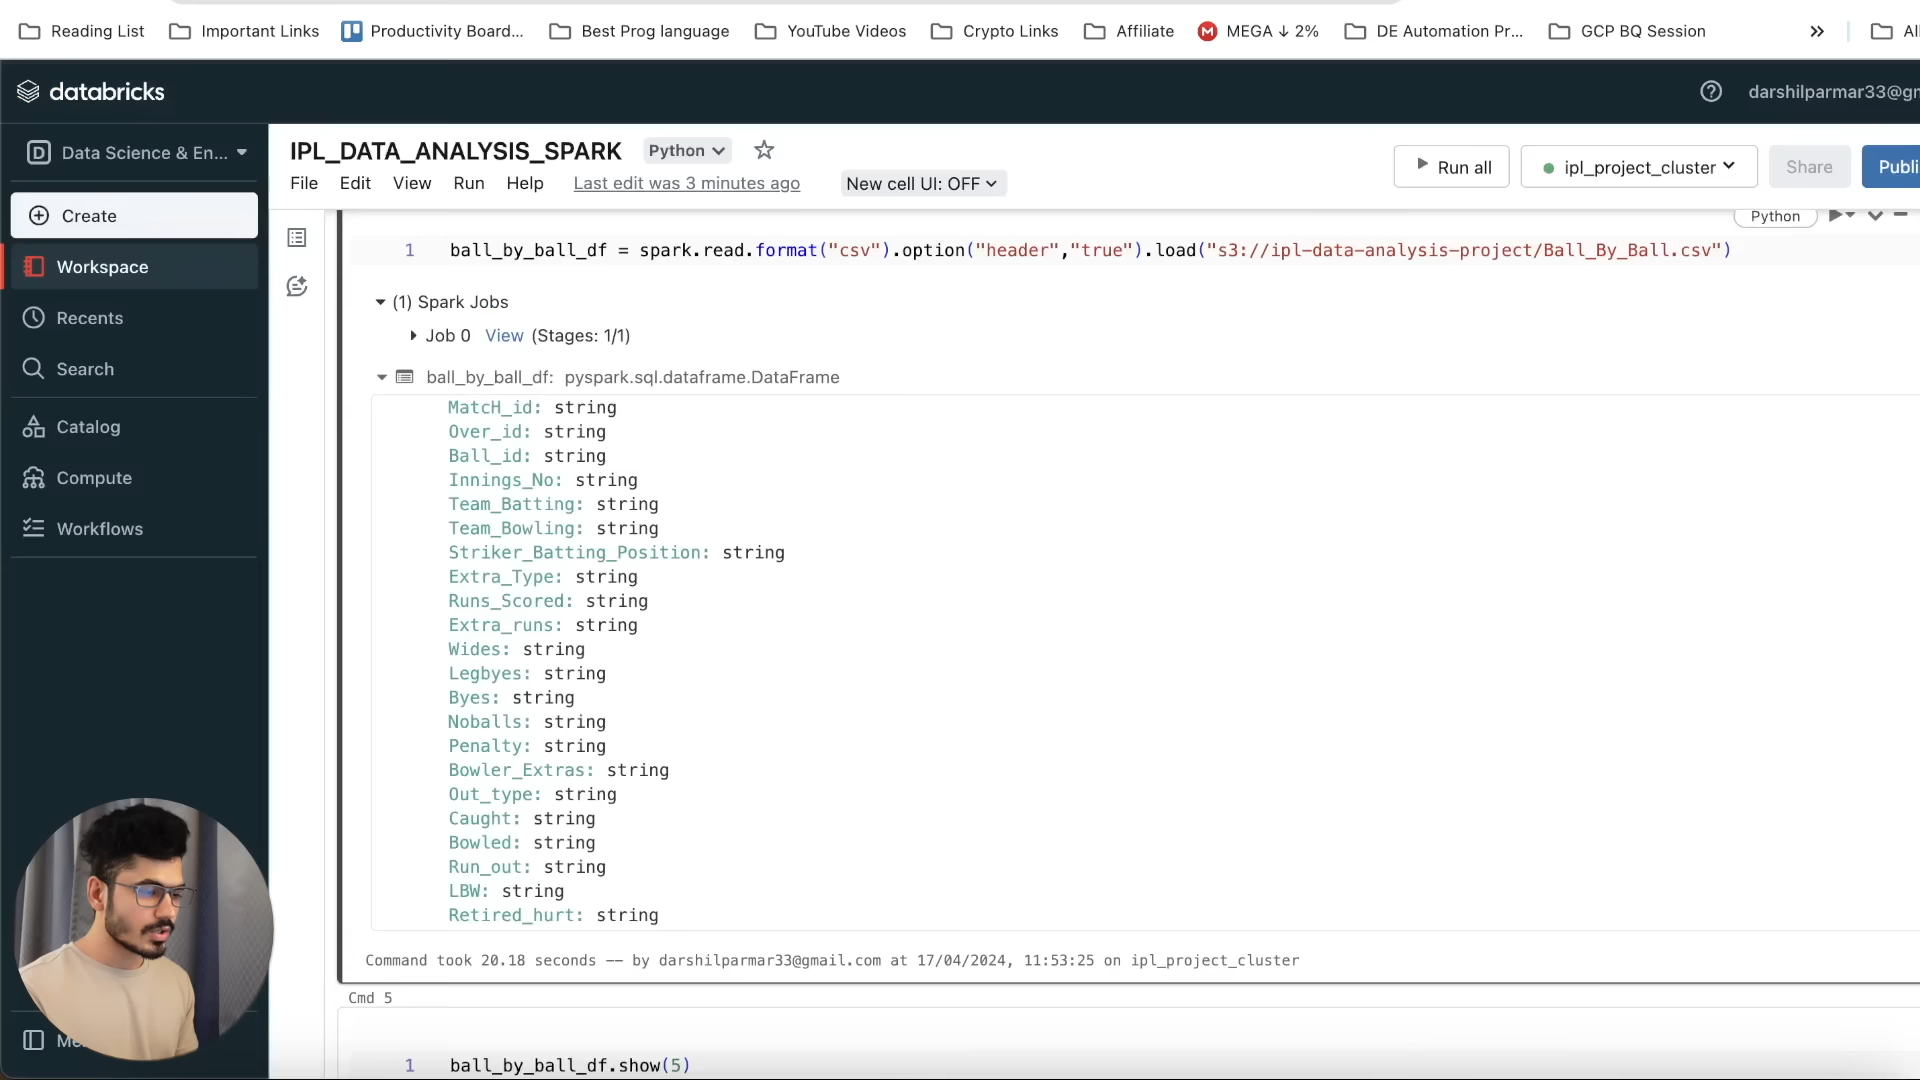 Reading List Important Links Productivity Board... Best Prog language YouTube Videos Crypto Links Affiliate MEGA ↓ 2% DE Automation Pr... GCP BQ Session » All
databricks
darshilparmar33@gm
Data Science & En...
IPL_DATA_ANALYSIS_SPARK Python
File Edit View Run Help Last edit was 3 minutes ago New cell UI: OFF
Run all ipl_project_cluster Share Publi
Create
Workspace
Recents
Search
Catalog
Compute
Workflows
Python
1 ball_by_ball_df = spark.read.format("csv").option("header","true").load("s3://ipl-data-analysis-project/Ball_By_Ball.csv")
(1) Spark Jobs
Job 0 View (Stages: 1/1)
ball_by_ball_df: pyspark.sql.dataframe.DataFrame
MatcH_id: string
Over_id: string
Ball_id: string
Innings_No: string
Team_Batting: string
Team_Bowling: string
Striker_Batting_Position: string
Extra_Type: string
Runs_Scored: string
Extra_runs: string
Wides: string
Legbyes: string
Byes: string
Noballs: string
Penalty: string
Bowler_Extras: string
Out_type: string
Caught: string
Bowled: string
Run_out: string
LBW: string
Retired_hurt: string
Command took 20.18 seconds -- by darshilparmar33@gmail.com at 17/04/2024, 11:53:25 on ipl_project_cluster
Cmd 5
1 ball_by_ball_df.show(5)